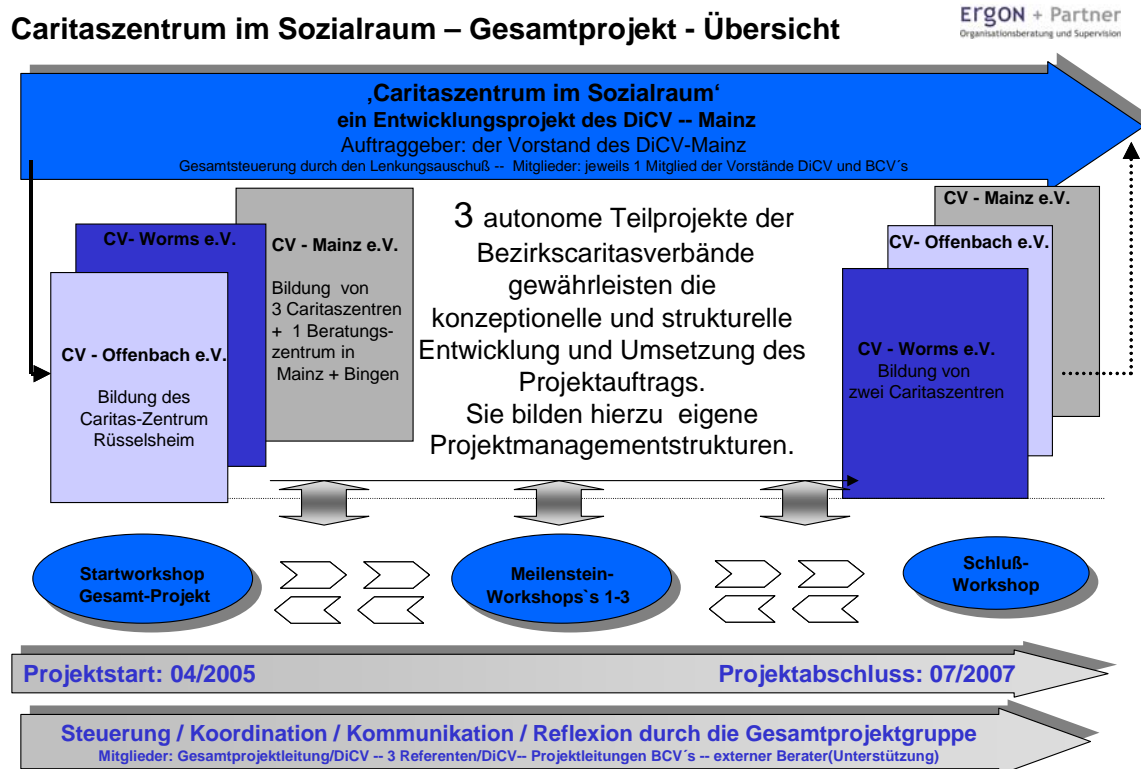 Caritaszentrum im Sozialraum – Gesamtprojekt - Übersicht
ErgON + Partner
Organisationsberatung und Supervision
‚Caritaszentrum im Sozialraum‘
ein Entwicklungsprojekt des DiCV -- Mainz
Auftraggeber: der Vorstand des DiCV-Mainz
Gesamtsteuerung durch den Lenkungsauschuß -- Mitglieder: jeweils 1 Mitglied der Vorstände DiCV und BCV´s
CV- Worms e.V.
CV - Mainz e.V.
Bildung von
3 Caritaszentren
+ 1 Beratungs-
zentrum in
Mainz + Bingen
CV - Offenbach e.V.
Bildung des
Caritas-Zentrum
Rüsselsheim
3 autonome Teilprojekte der
Bezirkscaritasverbände
gewährleisten die
konzeptionelle und strukturelle
Entwicklung und Umsetzung des
Projektauftrags.
Sie bilden hierzu eigene
Projektmanagementstrukturen.
CV - Mainz e.V.
CV- Offenbach e.V.
CV - Worms e.V.
Bildung von
zwei Caritaszentren
Startworkshop
Gesamt-Projekt
Meilenstein-
Workshops`s 1-3
Schluß-
Workshop
Projektstart: 04/2005
Projektabschluss: 07/2007
Steuerung / Koordination / Kommunikation / Reflexion durch die Gesamtprojektgruppe
Mitglieder: Gesamtprojektleitung/DiCV -- 3 Referenten/DiCV-- Projektleitungen BCV´s -- externer Berater(Unterstützung)